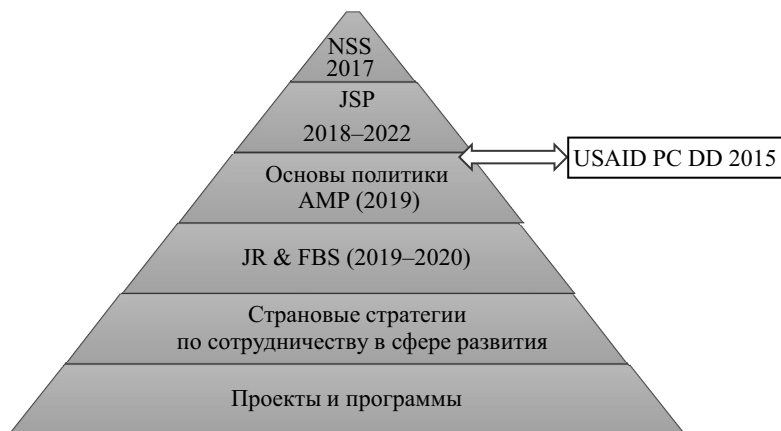 NSS
2017
JSP
2018–2022
USAID PC DD 2015
Основы политики
АМР (2019)
JR & FBS (2019–2020)
Страновые стратегии
по сотрудничеству в сфере развития
Проекты и программы